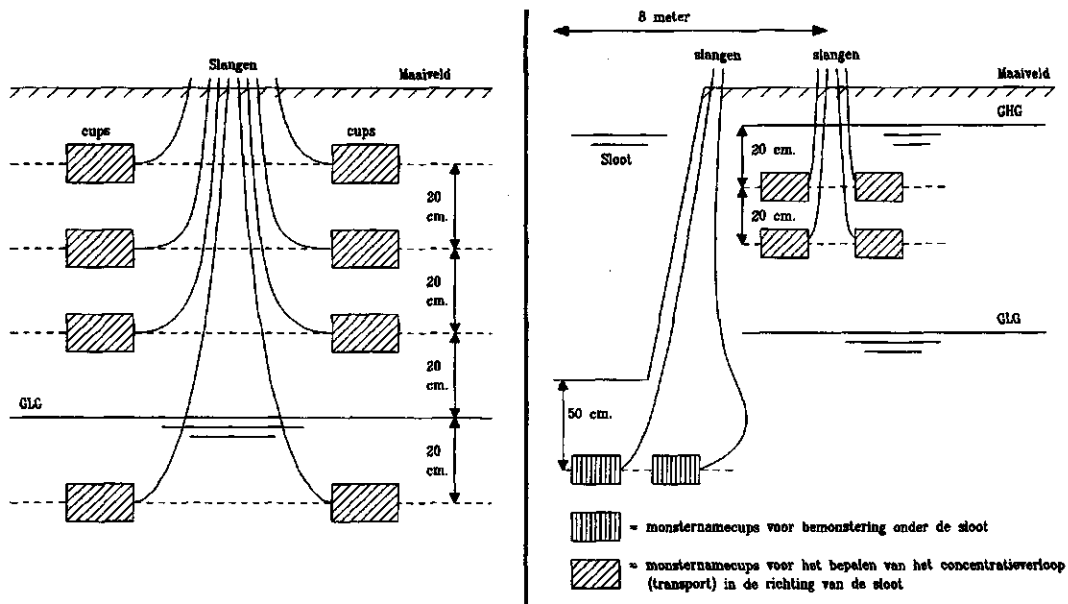 Slangen
Maaiveld
cups
cups
20
cm.
20
cm.
20
cm.
GLG
20
cm.
8 meter
slangen
slangen
Maaiveld
GHG
Sloot
20 cm.
20 cm.
GLG
50 cm.
= monsternamecups voor bemonstering onder de sloot
= monsternamecups voor het bepalen van het concentratieverloop
(transport) in de richting van de sloot